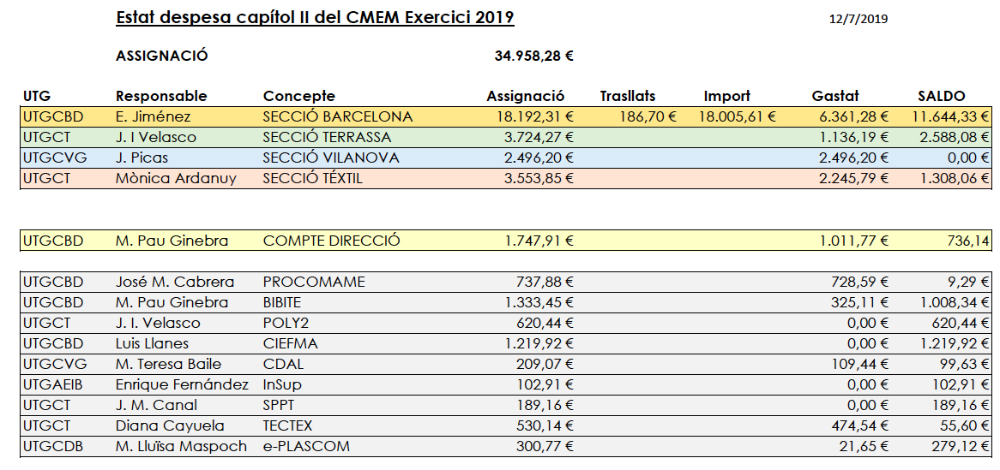 Estat despesa capítol II del CMEM Exercici 2019 12/7/2019
ASSIGNACIÓ 34.958,28 €
UTG Responsable Concepte Assignació Trasllats Import Gastat SALDO
UTGCBD E. Jiménez SECCIÓ BARCELONA 18.192,31 € 186,70 € 18.005,61 € 6.361,28 € 11.644,33 €
UTGCT J. I Velasco SECCIÓ TERRASSA 3.724,27 € 1.136,19 € 2.588,08 €
UTGCVG J. Picas SECCIÓ VILANOVA 2.496,20 € 2.496,20 € 0,00 €
UTGCT Mònica Ardanuy SECCIÓ TÉXTIL 3.553,85 € 2.245,79 € 1.308,06 €
UTGCBD M. Pau Ginebra COMPTE DIRECCIÓ 1.747,91 € 1.011,77 € 736,14
UTGCBD José M. Cabrera PROCOMAME 737,88 € 728,59 € 9,29 €
UTGCBD M. Pau Ginebra BIBITE 1.333,45 € 325,11 € 1.008,34 €
UTGCT J. I. Velasco POLY2 620,44 € 0,00 € 620,44 €
UTGCBD Luis Llanes CIEFMA 1.219,92 € 0,00 € 1.219,92 €
UTGCVG M. Teresa Baile CDAL 209,07 € 109,44 € 99,63 €
UTGAEIB Enrique Fernández InSup 102,91 € 0,00 € 102,91 €
UTGCT J. M. Canal SPPT 189,16 € 0,00 € 189,16 €
UTGCT Diana Cayuela TECTEX 530,14 € 474,54 € 55,60 €
UTGCDB M. Lluïsa Maspoch e-PLASCOM 300,77 € 21,65 € 279,12 €